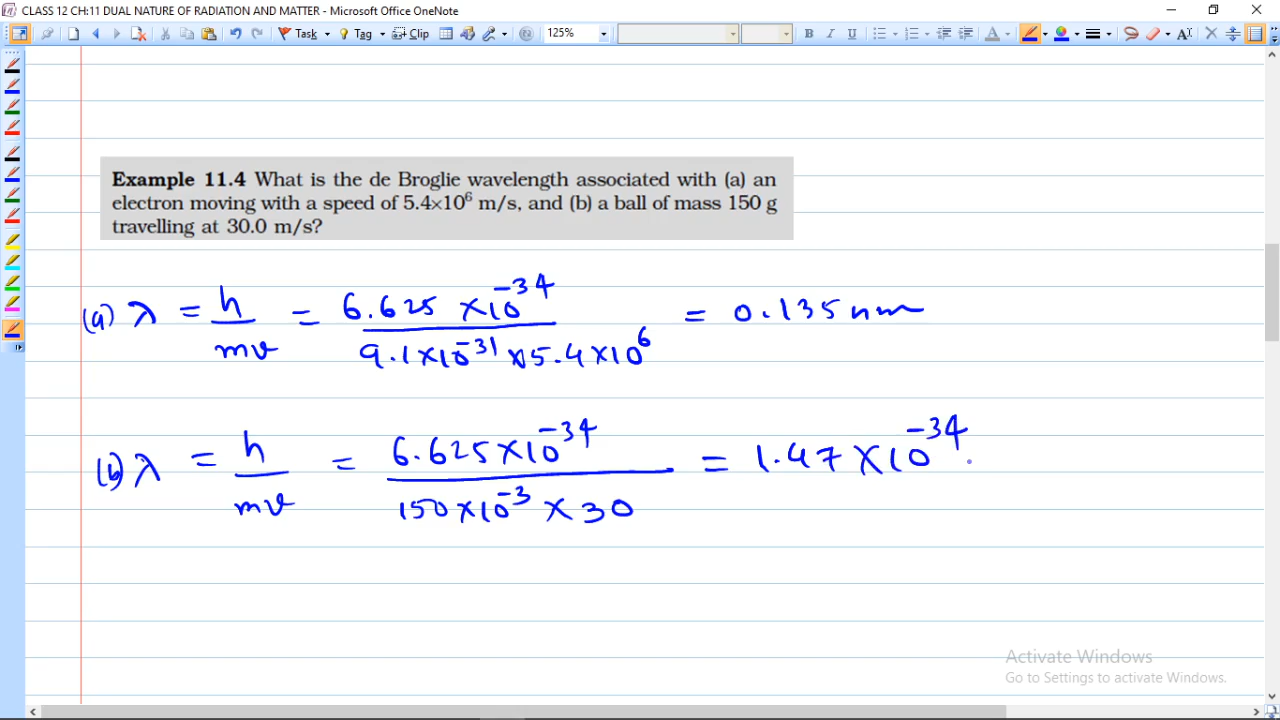 CLASS 12 CH:11 DUAL NATURE OF RADIATION AND MATTER - Microsoft Office OneNote
Task Tag Clip 125% B I U A
Example 11.4 What is the de Broglie wavelength associated with (a) an
electron moving with a speed of 5.4×10⁶ m/s, and (b) a ball of mass 150 g
travelling at 30.0 m/s?
(a) λ = h/mv = 6.625 × 10⁻³⁴ / 9.1×10⁻³¹ × 5.4×10⁶ = 0.135 nm
(b) λ = h/mv = 6.625×10⁻³⁴ / 150×10⁻³ × 30 = 1.47 × 10⁻³⁴
Activate Windows
Go to Settings to activate Windows.